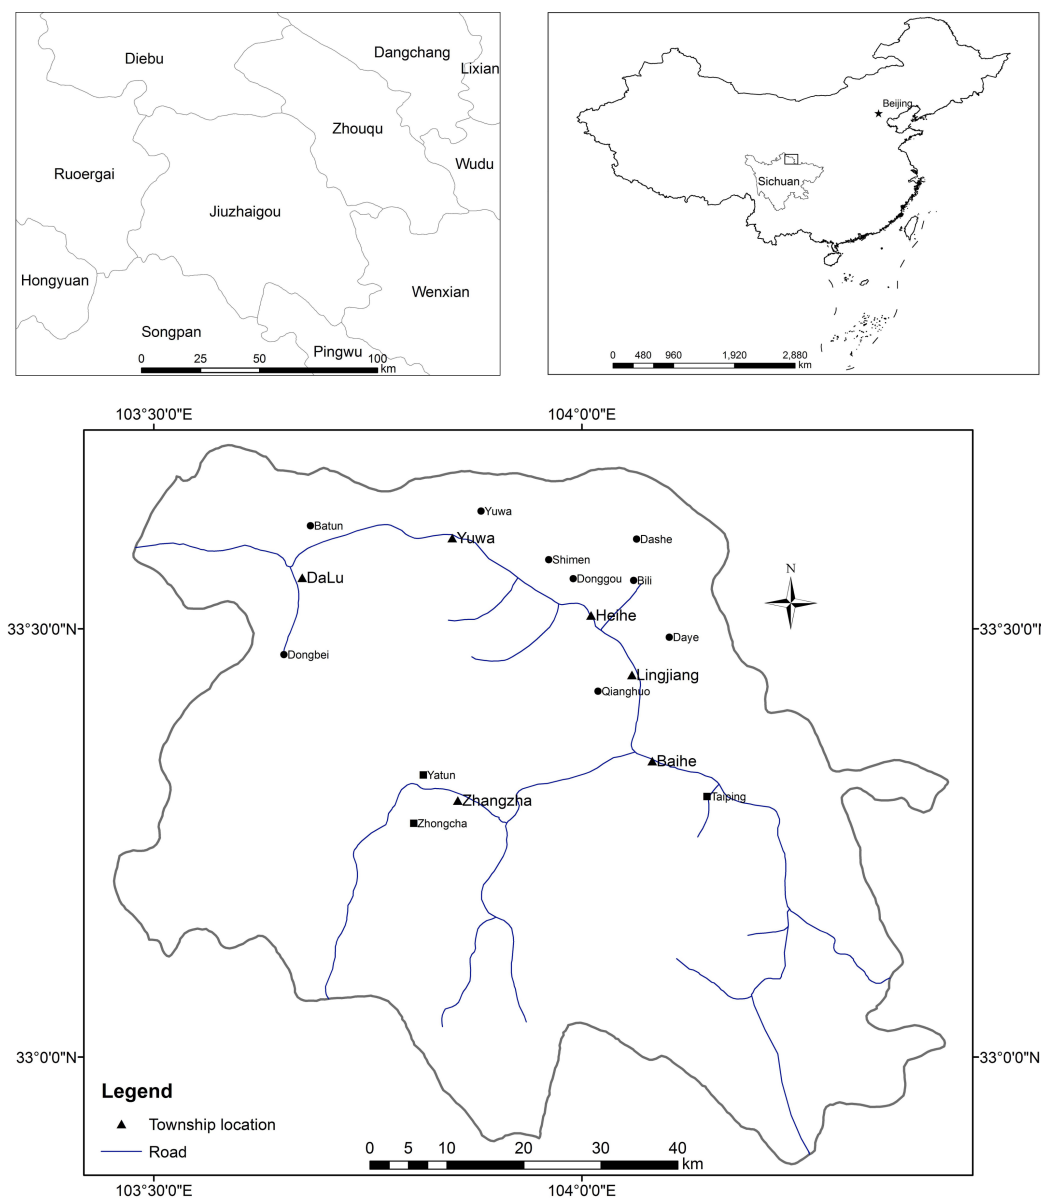 Diebu
Dangchang
Lixian
Zhouqu
Wudu
Ruoergai
Jiuzhaigou
Hongyuan
Wenxian
Songpan
Pingwu
0 25 50 100
km
Beijing
Sichuan
0 480 960 1,920 2,880
km
103°30'0"E 104°0'0"E
Yuwa
Batun
Yuwa
Dashe
Shimen
N
DaLu
Donggou
Bili
Heihe
33°30'0"N 33°30'0"N
Daye
Dongbei
Lingjiang
Qianghuo
Baihe
Yatun
Zhangzha
Taiping
Zhongcha
33°0'0"N 33°0'0"N
Legend
Township location
Road
0 5 10 20 30 40
km
103°30'0"E 104°0'0"E